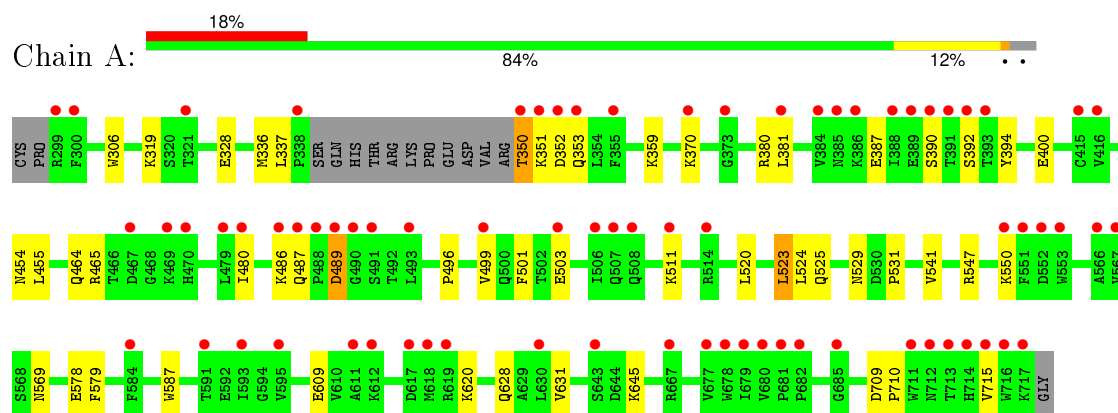 18%
Chain A:
84% 12% • •
CYS PRO R299 F300 W306 K319 S320 T321 E328 M336 L337 P338 SER GLN HIS THR ARG LYS PRO GLU ASP VAL ARG T350 K351 D352 Q353 L354 F355 K359 K370 G373 R380 L381 V384 N385 K386 E387 I388 E389 S390 T391 S392 T393 Y394 E400 C415 V416
N454 L455 Q464 R465 T466 D467 G468 K469 H470 L479 I480 K486 Q487 P488 D489 G490 S491 T492 L493 P496 V499 Q500 F501 T502 E503 I506 Q507 Q508 K511 R514 L520 L523 L524 Q525 N529 D530 P531 V541 R547 K550 F551 D552 W553 A566
S568 N569 E578 F579 F584 W587 T591 E592 I593 G594 V595 E609 V610 A611 K612 D617 M618 R619 K620 Q628 A629 L630 V631 S643 D644 K645 R667 V677 W678 I679 V680 P681 P682 G685 D709 P710 W711 N712 T713 H714 V715 W716 K717 GLY